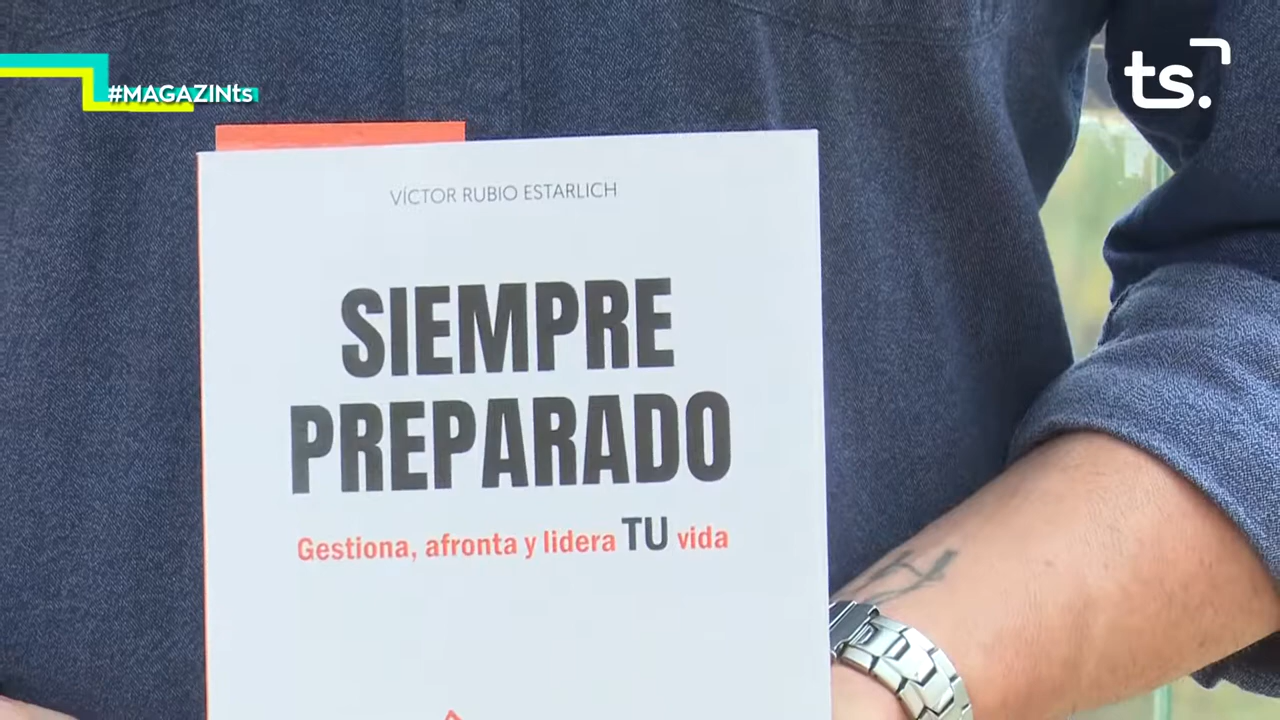 #MAGAZINts
ts.
VÍCTOR RUBIO ESTARLICH
SIEMPRE
PREPARADO
Gestiona, afronta y lidera TU vida